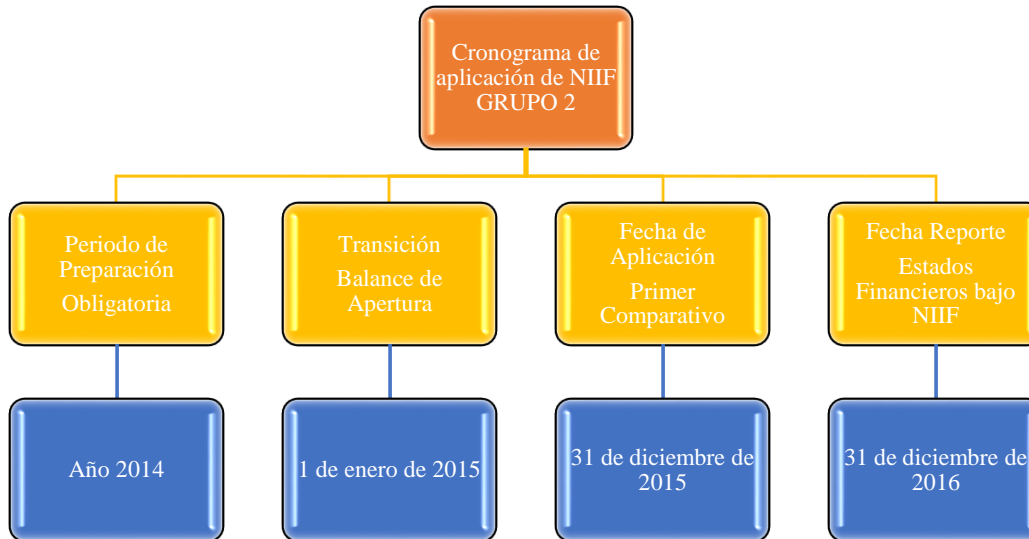 Cronograma de
aplicación de NIIF
GRUPO 2
Periodo de
Preparación
Obligatoria
Transición
Balance de
Apertura
Fecha de
Aplicación
Primer
Comparativo
Fecha Reporte
Estados
Financieros bajo
NIIF
Año 2014
1 de enero de 2015
31 de diciembre de
2015
31 de diciembre de
2016